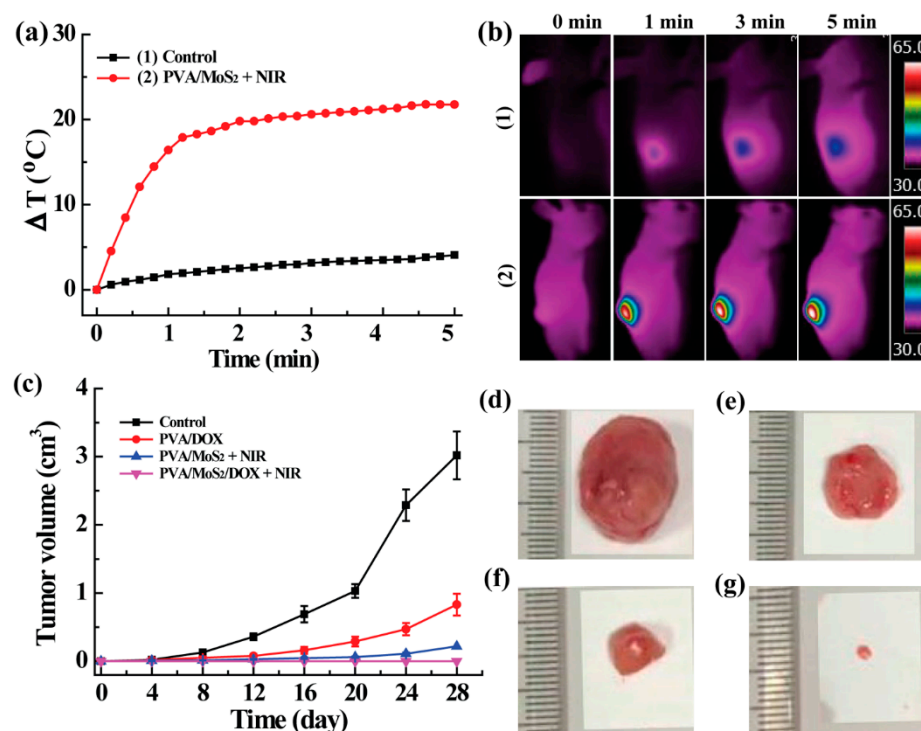 (a)
30
20
10
0
Δ T (°C)
(1) Control
(2) PVA/MoS₂ + NIR
0 1 2 3 4 5
Time (min)
(b)
0 min 1 min 3 min 5 min
(1)
65.0
30.0
(2)
65.0
30.0
(c)
4
3
2
1
0
Tumor volume (cm³)
Control
PVA/DOX
PVA/MoS₂ + NIR
PVA/MoS₂/DOX + NIR
0 4 8 12 16 20 24 28
Time (day)
(d)
(e)
(f)
(g)